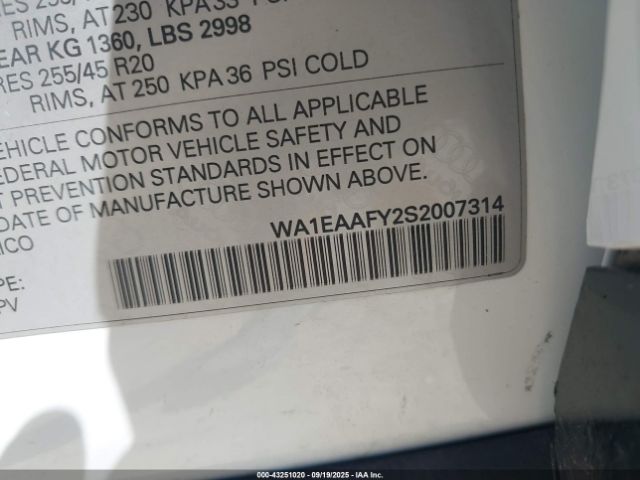 RIMS, AT 230 KPA 33
EAR KG 1360, LBS 2998
RES 255/45 R20
RIMS, AT 250 KPA 36 PSI COLD
EHICLE CONFORMS TO ALL APPLICABLE
EDERAL MOTOR VEHICLE SAFETY AND
T PREVENTION STANDARDS IN EFFECT ON
DATE OF MANUFACTURE SHOWN ABOVE.
ICO
WA1EAAFY2S2007314
PE:
PV
000-43251020 - 09/19/2025 - IAA, Inc.